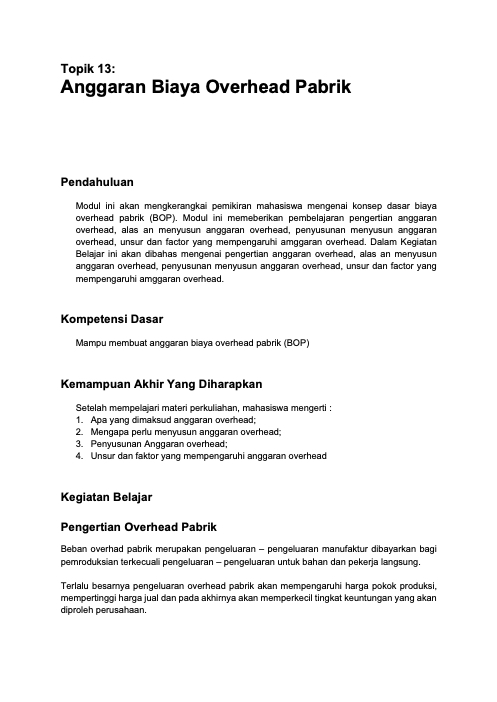 Topik 13:
Anggaran Biaya Overhead Pabrik
Pendahuluan
Modul ini akan mengkerangkai pemikiran mahasiswa mengenai konsep dasar biaya
overhead pabrik (BOP). Modul ini memeberikan pembelajaran pengertian anggaran
overhead, alas an menyusun anggaran overhead, penyusunan menyusun anggaran
overhead, unsur dan factor yang mempengaruhi amggaran overhead. Dalam Kegiatan
Belajar ini akan dibahas mengenai pengertian anggaran overhead, alas an menyusun
anggaran overhead, penyusunan menyusun anggaran overhead, unsur dan factor yang
mempengaruhi amggaran overhead.
Kompetensi Dasar
Mampu membuat anggaran biaya overhead pabrik (BOP)
Kemampuan Akhir Yang Diharapkan
Setelah mempelajari materi perkuliahan, mahasiswa mengerti :
1. Apa yang dimaksud anggaran overhead;
2. Mengapa perlu menyusun anggaran overhead;
3. Penyusunan Anggaran overhead;
4. Unsur dan faktor yang mempengaruhi anggaran overhead
Kegiatan Belajar
Pengertian Overhead Pabrik
Beban overhad pabrik merupakan pengeluaran – pengeluaran manufaktur dibayarkan bagi
pemroduksian terkecuali pengeluaran – pengeluaran untuk bahan dan pekerja langsung.
Terlalu besarnya pengeluaran overhead pabrik akan mempengaruhi harga pokok produksi,
mempertinggi harga jual dan pada akhirnya akan memperkecil tingkat keuntungan yang akan
diproleh perusahaan.